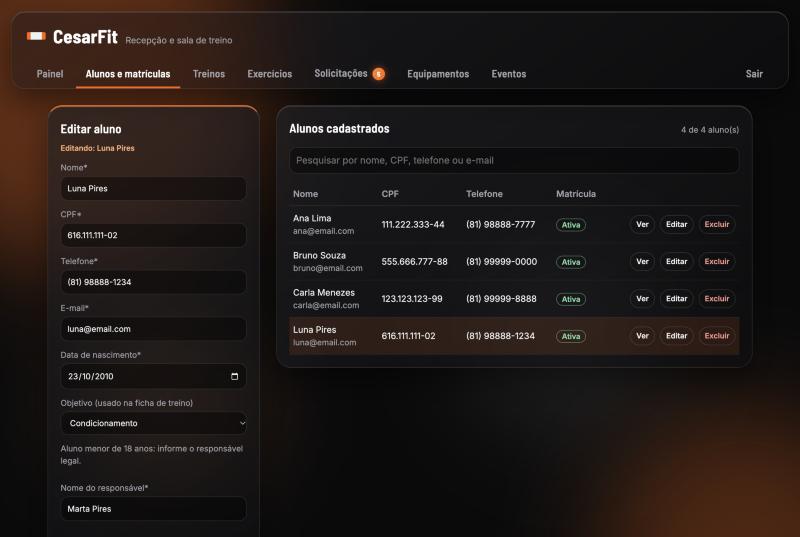 CesarFit Recepção e sala de treino
Painel Alunos e matrículas Treinos Exercícios Solicitações 5 Equipamentos Eventos Sair
Editar aluno
Editando: Luna Pires
Nome*
Luna Pires
CPF*
616.111.111-02
Telefone*
(81) 98888-1234
E-mail*
luna@email.com
Data de nascimento*
23/10/2010
Objetivo (usado na ficha de treino)
Condicionamento
Aluno menor de 18 anos: informe o responsável
legal.
Nome do responsável*
Marta Pires
Alunos cadastrados 4 de 4 aluno(s)
Pesquisar por nome, CPF, telefone ou e-mail
Nome CPF Telefone Matrícula
Ana Lima
ana@email.com
111.222.333-44 (81) 98888-7777 Ativa Ver Editar Excluir
Bruno Souza
bruno@email.com
555.666.777-88 (81) 99999-0000 Ativa Ver Editar Excluir
Carla Menezes
carla@email.com
123.123.123-99 (81) 99999-8888 Ativa Ver Editar Excluir
Luna Pires
luna@email.com
616.111.111-02 (81) 98888-1234 Ativa Ver Editar Excluir